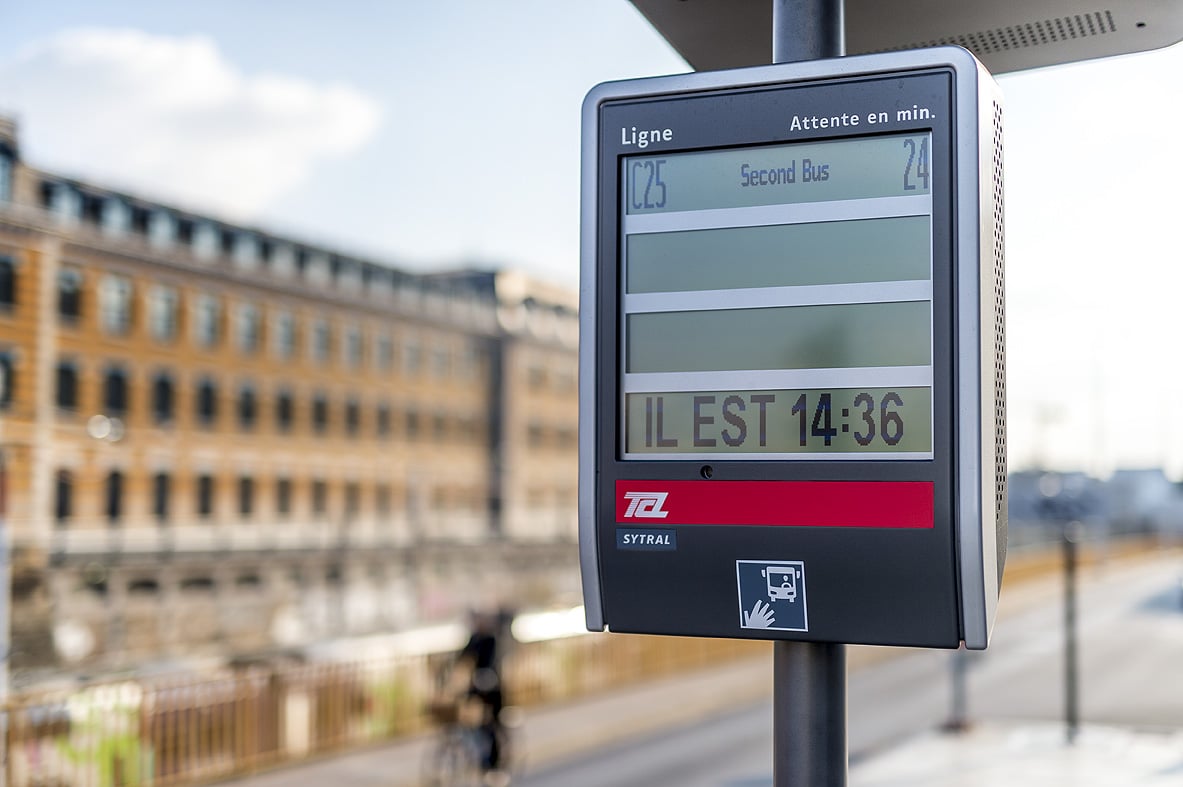 Ligne Attente en min.
C25 Second Bus 24
IL EST 14:36
TCL
SYTRAL